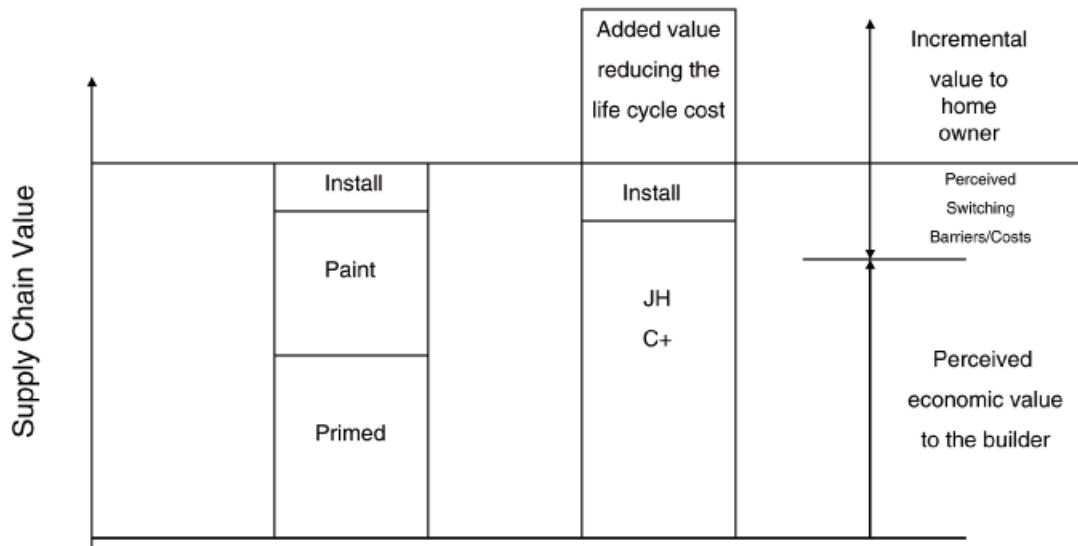 Supply Chain Value
Install
Paint
Primed
Added value
reducing the
life cycle cost
Install
JH
C+
Incremental
value to
home
owner
Perceived
Switching
Barriers/Costs
Perceived
economic value
to the builder